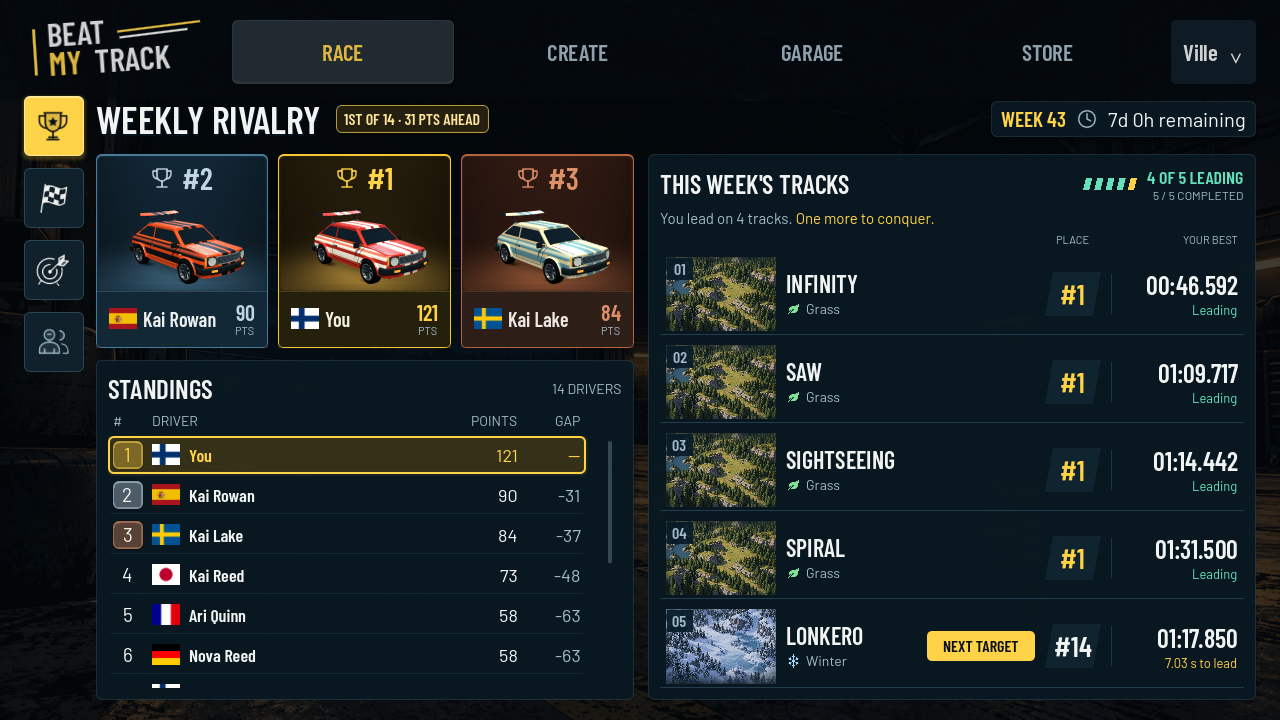 BEAT
MY TRACK
RACE
CREATE
GARAGE
STORE
Ville
WEEKLY RIVALRY
1ST OF 14 · 31 PTS AHEAD
WEEK 43
7d 0h remaining
#2
Kai Rowan
90
PTS
#1
You
121
PTS
#3
Kai Lake
84
PTS
STANDINGS
14 DRIVERS
# DRIVER POINTS GAP
1 You 121 —
2 Kai Rowan 90 -31
3 Kai Lake 84 -37
4 Kai Reed 73 -48
5 Ari Quinn 58 -63
6 Nova Reed 58 -63
THIS WEEK'S TRACKS
4 OF 5 LEADING
5 / 5 COMPLETED
You lead on 4 tracks. One more to conquer.
PLACE YOUR BEST
01
INFINITY
Grass
#1
00:46.592
Leading
02
SAW
Grass
#1
01:09.717
Leading
03
SIGHTSEEING
Grass
#1
01:14.442
Leading
04
SPIRAL
Grass
#1
01:31.500
Leading
05
LONKERO
Winter
NEXT TARGET
#14
01:17.850
7.03 s to lead